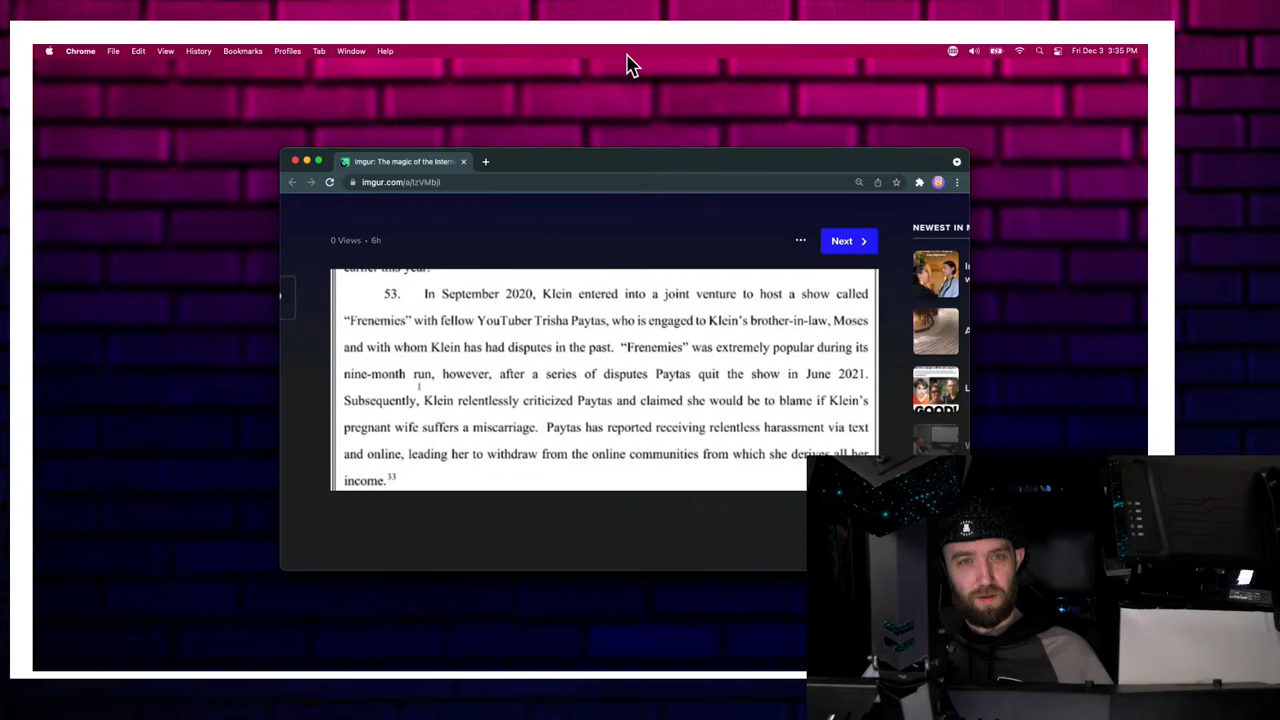 Chrome File Edit View History Bookmarks Profiles Tab Window Help Fri Dec 3 3:35 PM
Imgur: The magic of the Intern
imgur.com/a/lzVMbjI
0 Views • 6h
Next
NEWEST IN
earlier this year.
53. In September 2020, Klein entered into a joint venture to host a show called
“Frenemies” with fellow YouTuber Trisha Paytas, who is engaged to Klein’s brother-in-law, Moses
and with whom Klein has had disputes in the past. “Frenemies” was extremely popular during its
nine-month run, however, after a series of disputes Paytas quit the show in June 2021.
Subsequently, Klein relentlessly criticized Paytas and claimed she would be to blame if Klein’s
pregnant wife suffers a miscarriage. Paytas has reported receiving relentless harassment via text
and online, leading her to withdraw from the online communities from which she derives all her
income.33
GOOD!